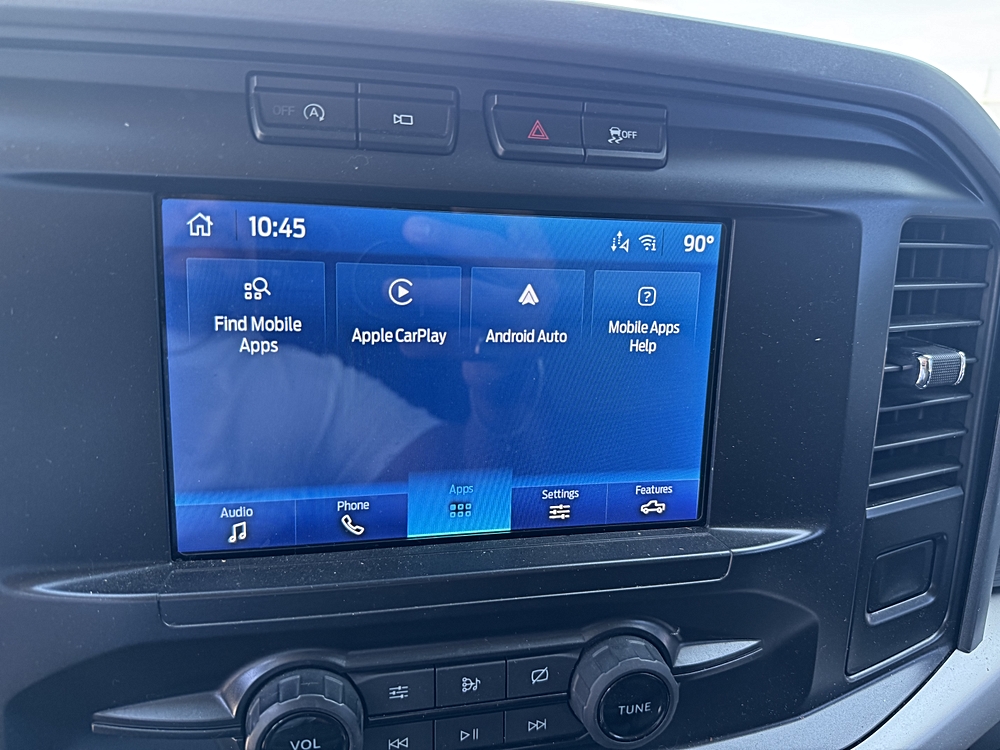 OFF A
OFF
10:45
90°
Find Mobile
Apps
Apple CarPlay
Android Auto
Mobile Apps
Help
Audio
Phone
Apps
Settings
Features
VOL
TUNE